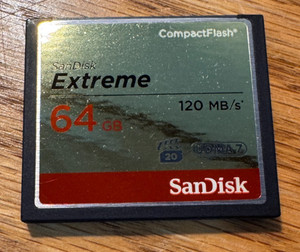 CompactFlash®
SanDisk
Extreme
120 MB/s*
64 GB
20
SanDisk